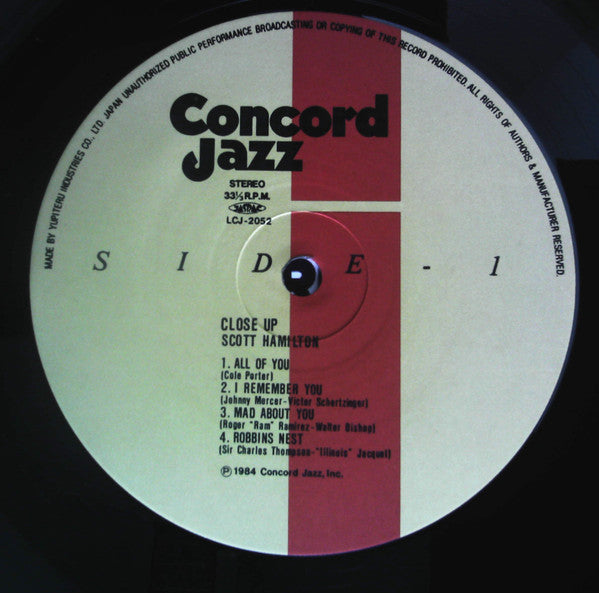 MADE BY YUPITERU INDUSTRIES CO., LTD. JAPAN UNAUTHORIZED PUBLIC PERFORMANCE BROADCASTING OR COPYING OF THIS RECORD PROHIBITED. ALL RIGHTS OF AUTHORS & MANUFACTURER RESERVED.
Concord
Jazz
STEREO
33⅓ R.P.M.
LCJ-2052
SIDE-1
CLOSE UP
SCOTT HAMILTON
1. ALL OF YOU
(Cole Porter)
2. I REMEMBER YOU
(Johnny Mercer-Victor Schertzinger)
3. MAD ABOUT YOU
(Roger "Ram" Ramirez-Walter Bishop)
4. ROBBINS NEST
(Sir Charles Thompson-"Illinois" Jacquet)
Ⓟ 1984 Concord Jazz, Inc.